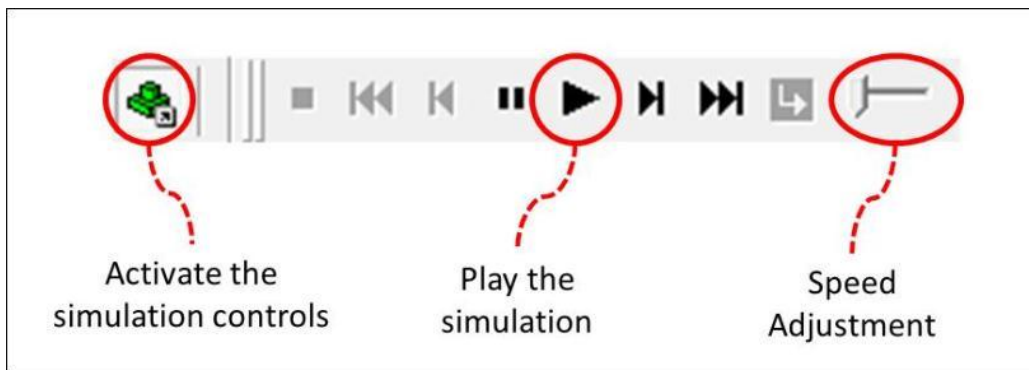 Activate the
simulation controls
Play the
simulation
Speed
Adjustment